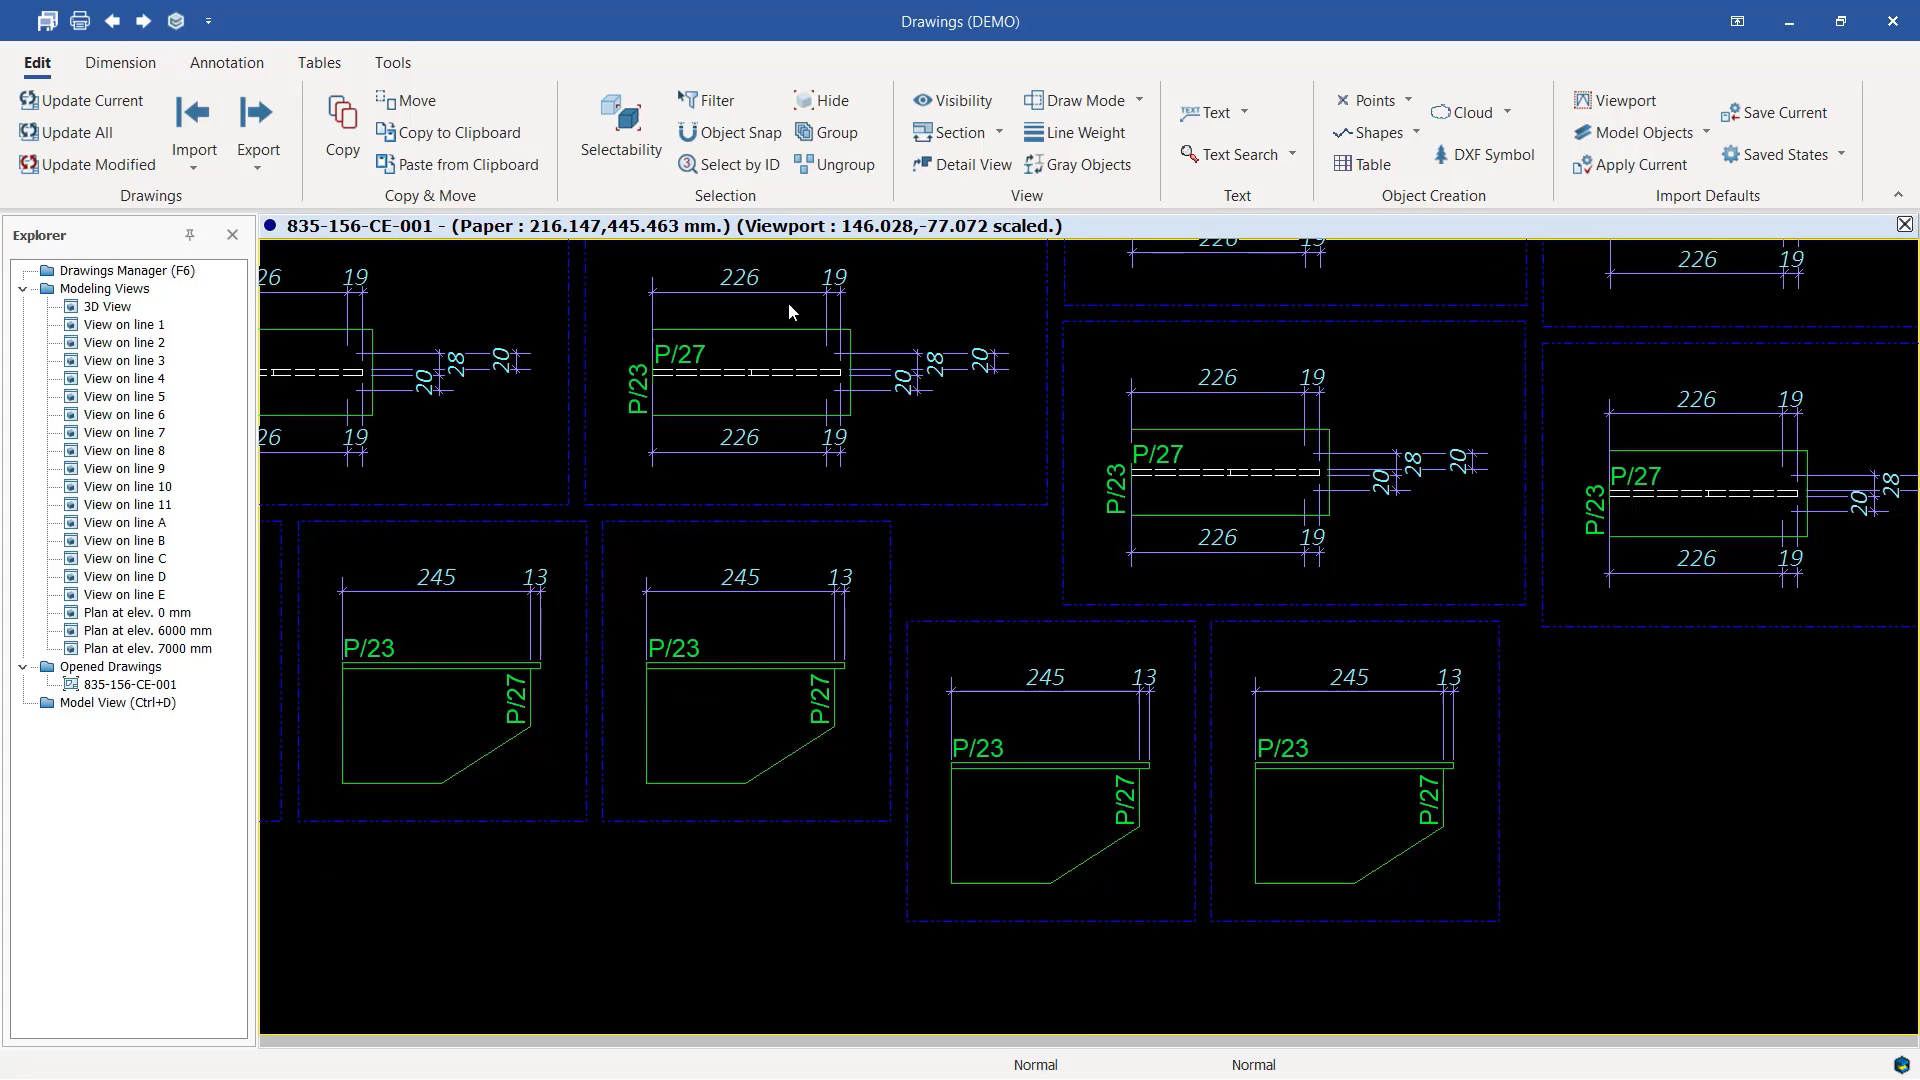 Drawings (DEMO)
Edit Dimension Annotation Tables Tools
Update Current
Update All
Update Modified
Import
Export
Drawings
Copy
Move
Copy to Clipboard
Paste from Clipboard
Copy & Move
Selectability
Filter
Object Snap
Select by ID
Hide
Group
Ungroup
Selection
Visibility
Section
Detail View
Draw Mode
Line Weight
Gray Objects
View
Text
Text Search
Text
Points
Shapes
Table
Cloud
DXF Symbol
Object Creation
Viewport
Model Objects
Apply Current
Save Current
Saved States
Import Defaults
Explorer
Drawings Manager (F6)
Modeling Views
3D View
View on line 1
View on line 2
View on line 3
View on line 4
View on line 5
View on line 6
View on line 7
View on line 8
View on line 9
View on line 10
View on line 11
View on line A
View on line B
View on line C
View on line D
View on line E
Plan at elev. 0 mm
Plan at elev. 6000 mm
Plan at elev. 7000 mm
Opened Drawings
835-156-CE-001
Model View (Ctrl+D)
835-156-CE-001 - (Paper : 216.147,445.463 mm.) (Viewport : 146.028,-77.072 scaled.)
26 19
20 28 20
26 19
226 19
P/27
P/23
20 28 20
226 19
226 19
226 19
P/27
P/23
20 28 20
226 19
226 19
226 19
P/27
P/23
20 28
226 19
245 13
P/23
P/27
245 13
P/23
P/27
245 13
P/23
P/27
245 13
P/23
P/27
Normal Normal